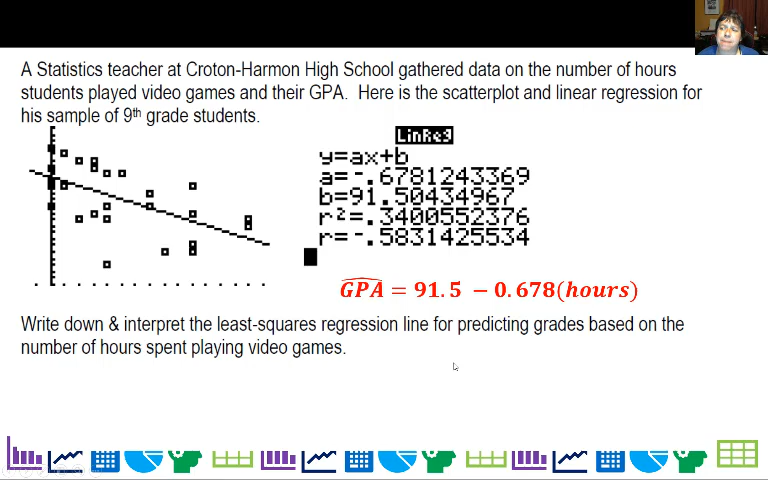 A Statistics teacher at Croton-Harmon High School gathered data on the number of hours
students played video games and their GPA.  Here is the scatterplot and linear regression for
his sample of 9th grade students.
LinReg
y=ax+b
a=-.6781243369
b=91.50434967
r²=.3400552376
r=-.5831425534
\widehat{GPA} = 91.5 − 0.678(hours)
Write down & interpret the least-squares regression line for predicting grades based on the
number of hours spent playing video games.